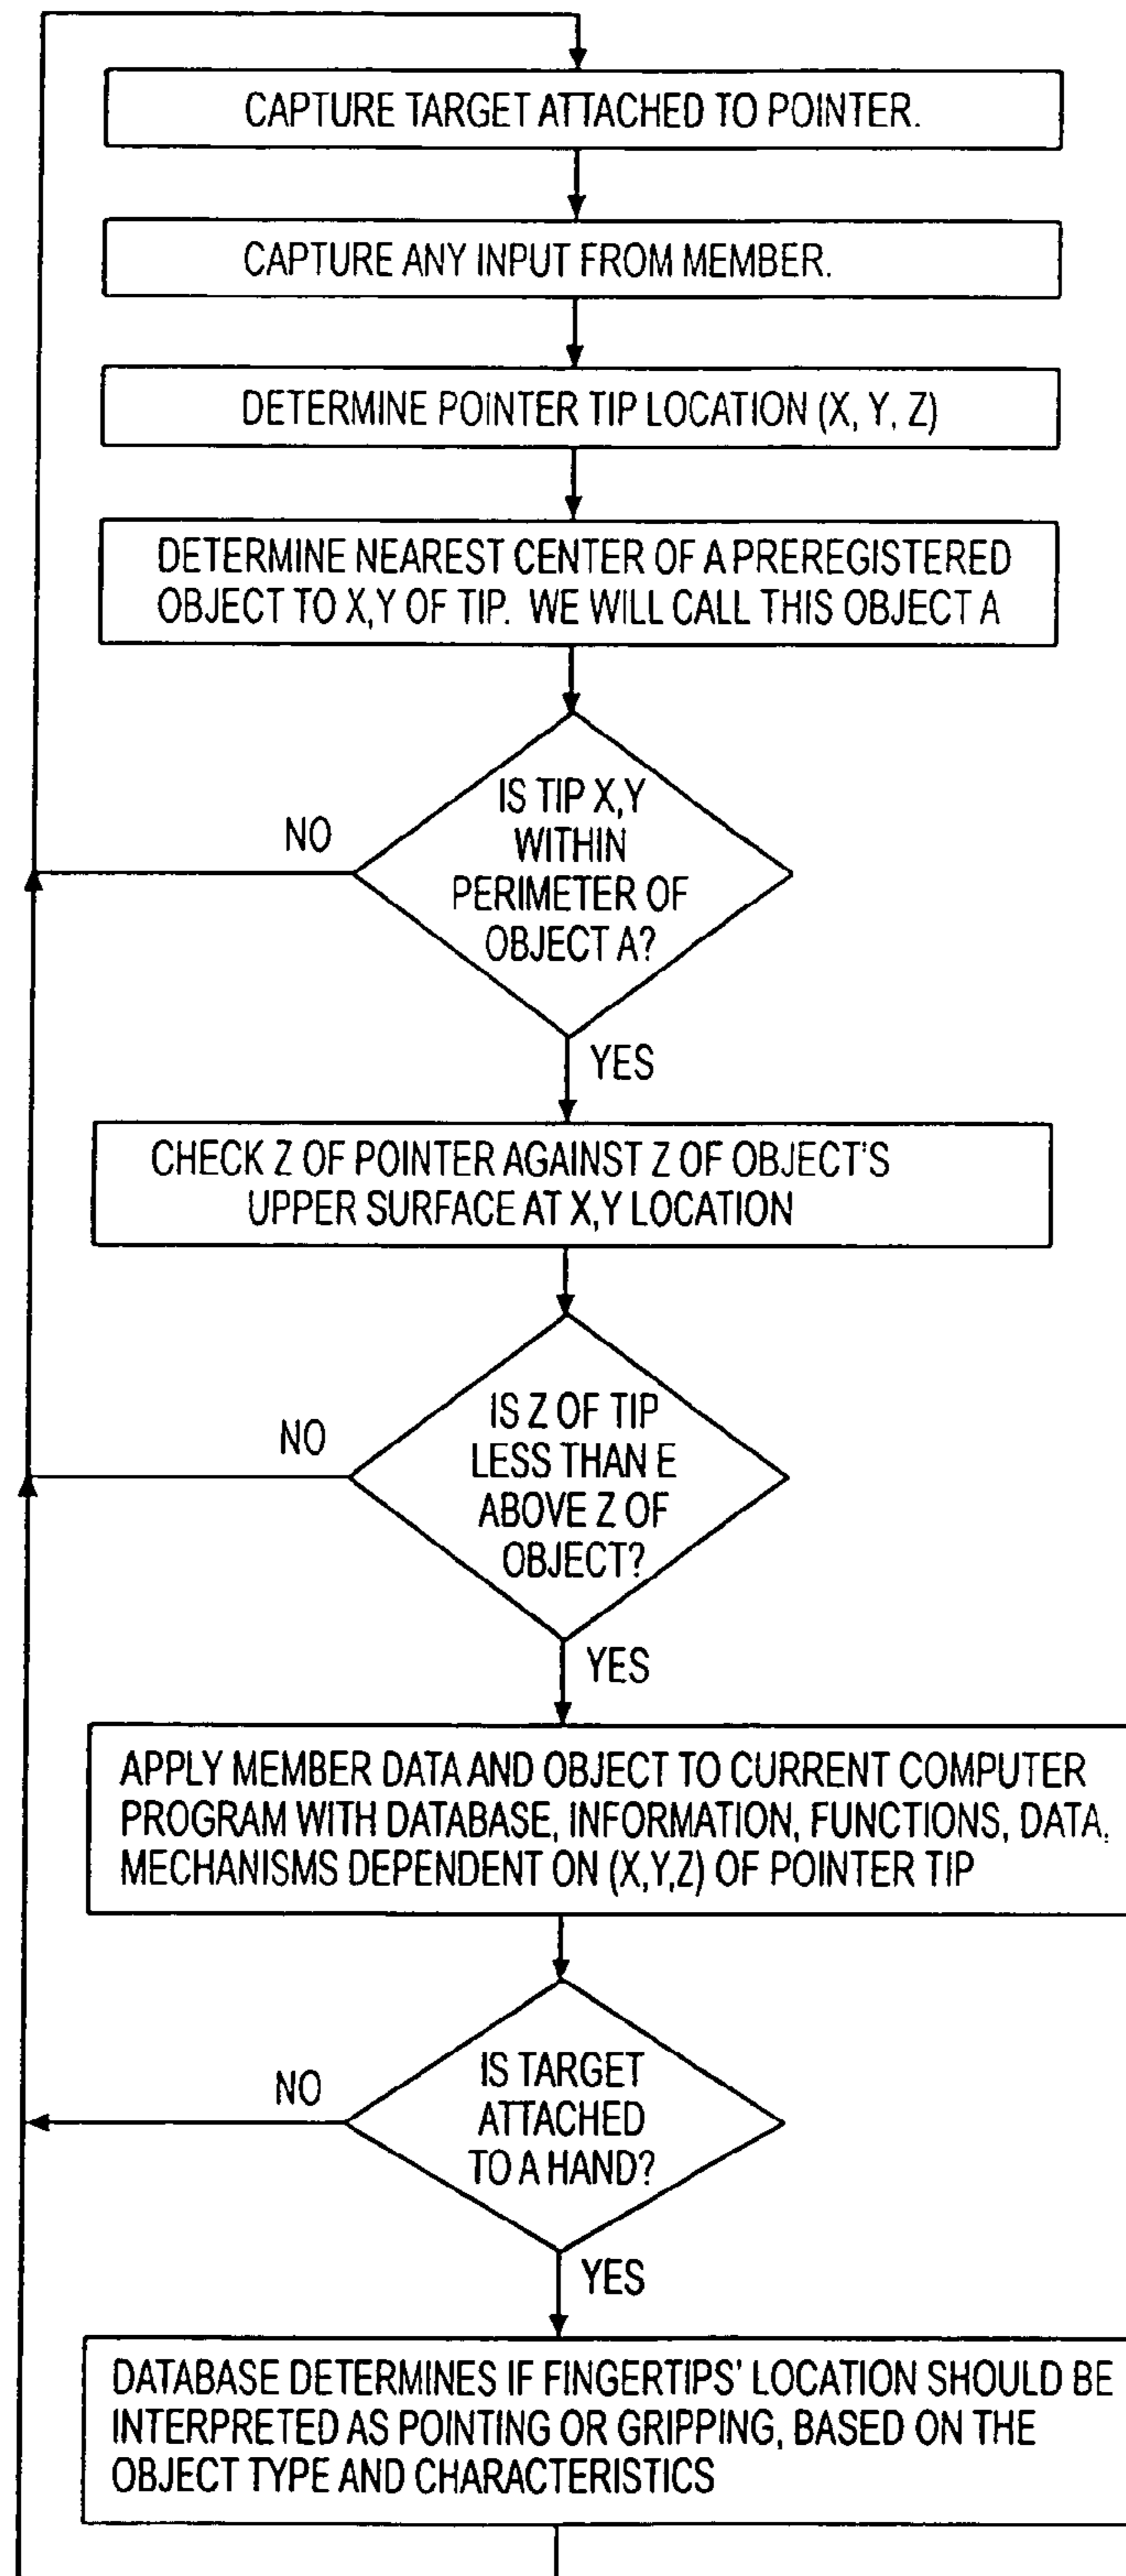 CAPTURE TARGET ATTACHED TO POINTER.
CAPTURE ANY INPUT FROM MEMBER.
DETERMINE POINTER TIP LOCATION (X, Y, Z)
DETERMINE NEAREST CENTER OF A PREREGISTERED
OBJECT TO X,Y OF TIP. WE WILL CALL THIS OBJECT A
IS TIP X,Y
WITHIN
PERIMETER OF
OBJECT A?
NO
YES
CHECK Z OF POINTER AGAINST Z OF OBJECT'S
UPPER SURFACE AT X,Y LOCATION
IS Z OF TIP
LESS THAN E
ABOVE Z OF
OBJECT?
NO
YES
APPLY MEMBER DATA AND OBJECT TO CURRENT COMPUTER
PROGRAM WITH DATABASE, INFORMATION, FUNCTIONS, DATA,
MECHANISMS DEPENDENT ON (X,Y,Z) OF POINTER TIP
IS TARGET
ATTACHED
TO A HAND?
NO
YES
DATABASE DETERMINES IF FINGERTIPS' LOCATION SHOULD BE
INTERPRETED AS POINTING OR GRIPPING, BASED ON THE
OBJECT TYPE AND CHARACTERISTICS